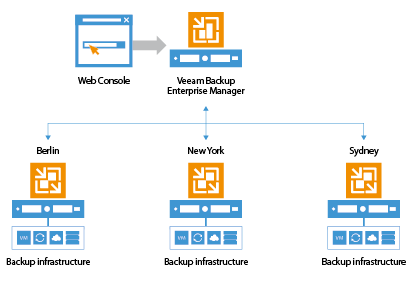 Web Console
Veeam Backup
Enterprise Manager
Berlin
New York
Sydney
VM
VM
VM
Backup infrastructure
Backup infrastructure
Backup infrastructure